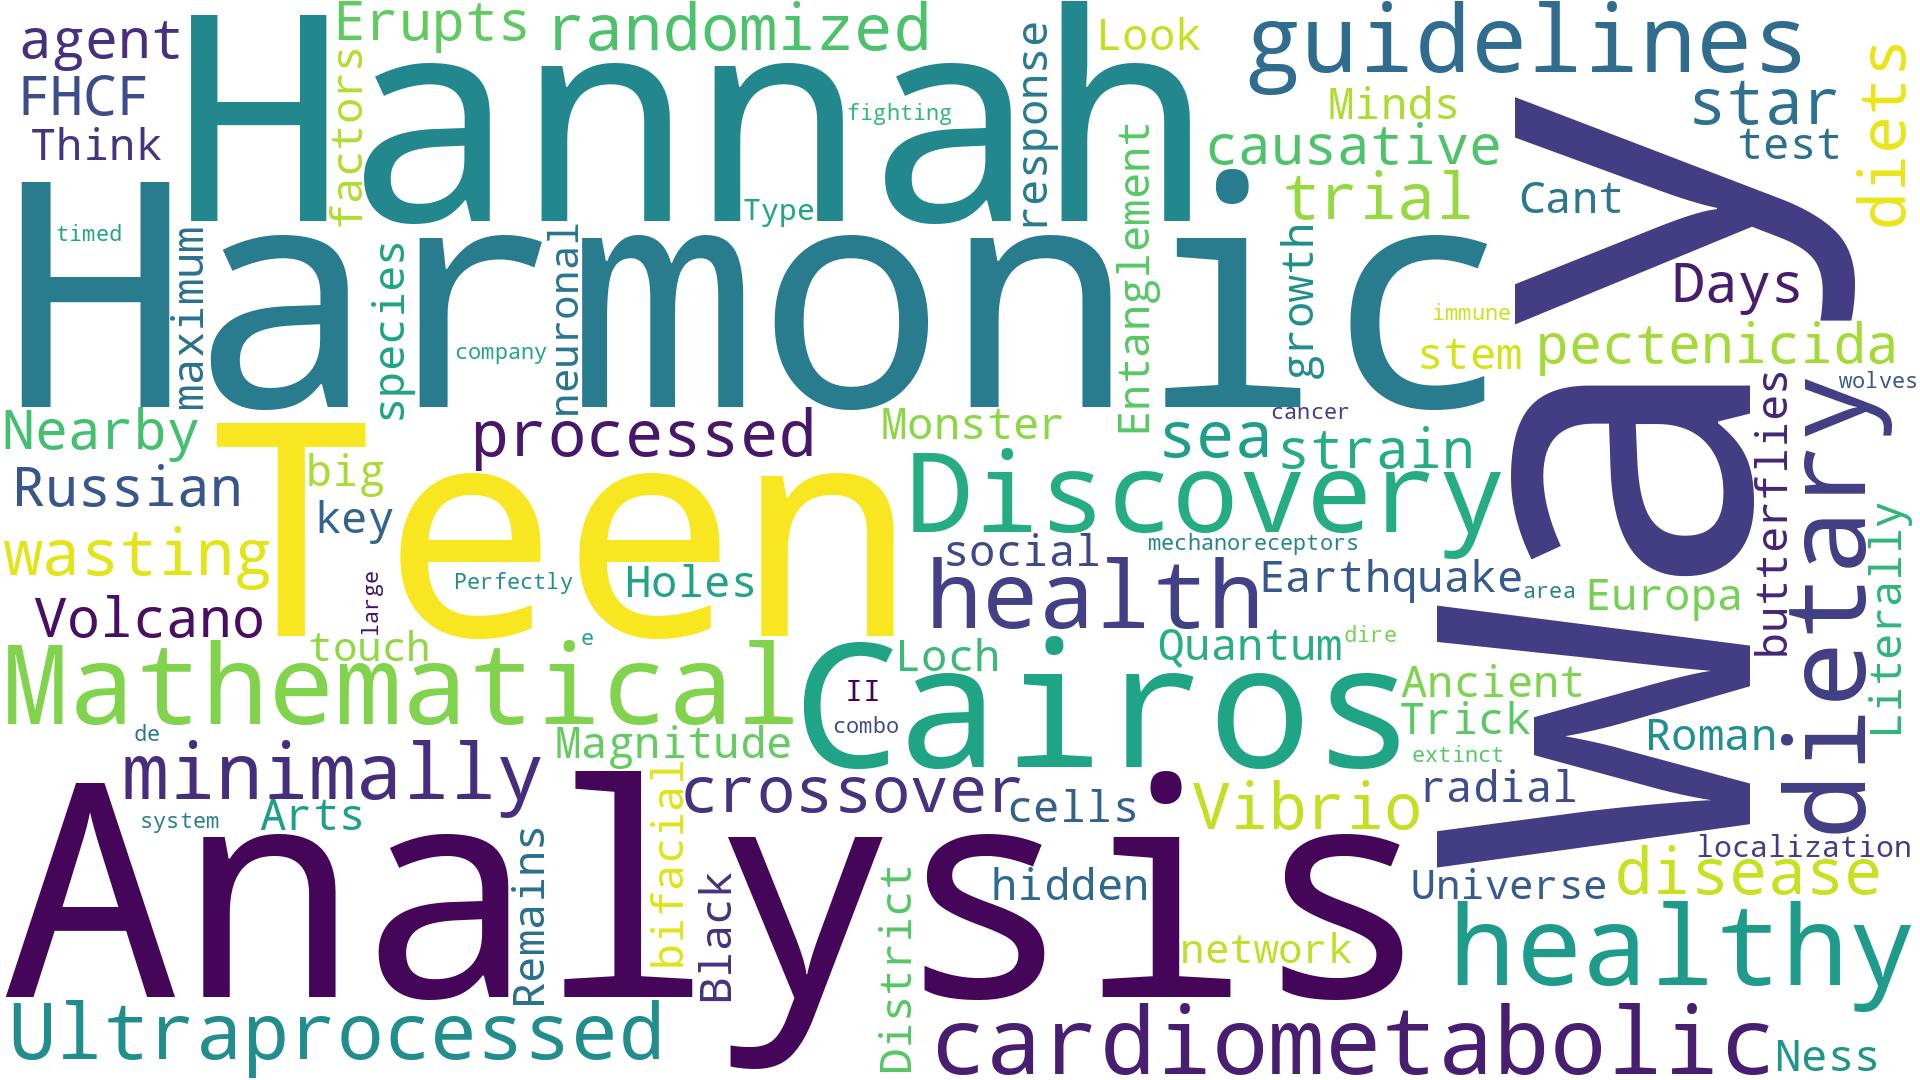 agent
Erupts
randomized
Look
guidelines
FHCF
Hannah
factors
response
fighting
Minds
star
diets
Think
causative
test
Type
Entanglement
trial
Cant
Way
timed
Harmonic
maximum
species
neuronal
company
growth
immune
Days
stem
pectenicida
wolves
Nearby
Teen
processed
Monster
cancer
sea
strain
butterflies
dietary
Russian
big
Discovery
key
Literally
wasting
social
mechanoreceptors
large
Perfectly
Holes
health
Earthquake
area
Europa
Volcano
touch
e
Loch
Quantum
dire
Mathematical
Cairos
II
Ancient
de
combo
Trick
Roman
minimally
Magnitude
extinct
system
Arts
crossover
cells
Vibrio
radial
Analysis
Remains
bifacial
Black
District
hidden
Universe
localization
disease
network
healthy
Ultraprocessed
cardiometabolic
Ness